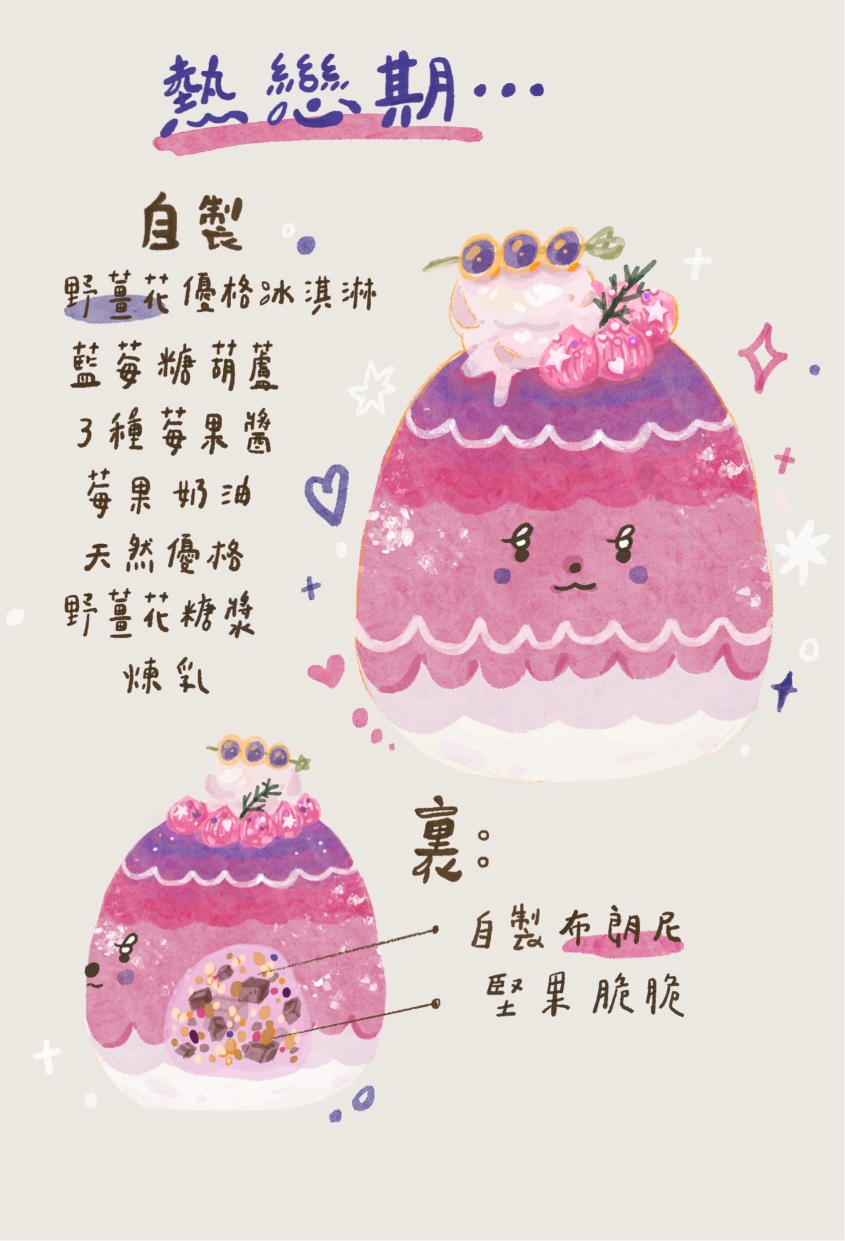 熱戀期...
自製
野薑花優格冰淇淋
藍莓糖葫蘆
3種莓果醬
莓果奶油
天然優格
野薑花糖漿
煉乳
裏:
自製布朗尼
堅果脆脆